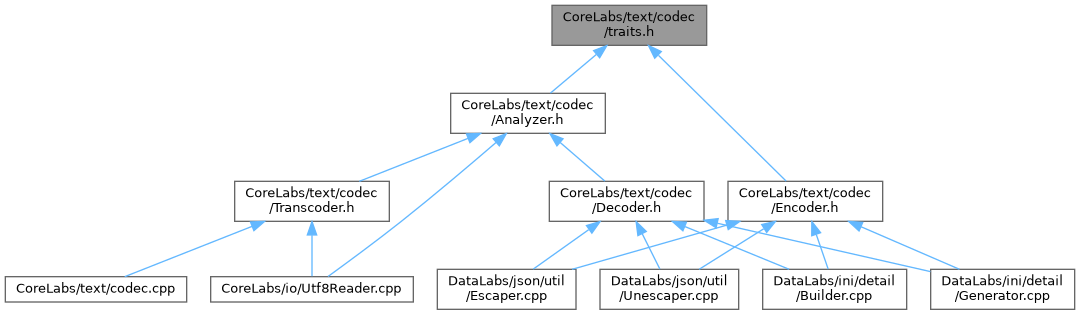 CoreLabs/text/codec
/traits.h
CoreLabs/text/codec
/Analyzer.h
CoreLabs/text/codec
/Transcoder.h
CoreLabs/text/codec
/Decoder.h
CoreLabs/text/codec
/Encoder.h
CoreLabs/text/codec.cpp
CoreLabs/io/Utf8Reader.cpp
DataLabs/json/util
/Escaper.cpp
DataLabs/json/util
/Unescaper.cpp
DataLabs/ini/detail
/Builder.cpp
DataLabs/ini/detail
/Generator.cpp